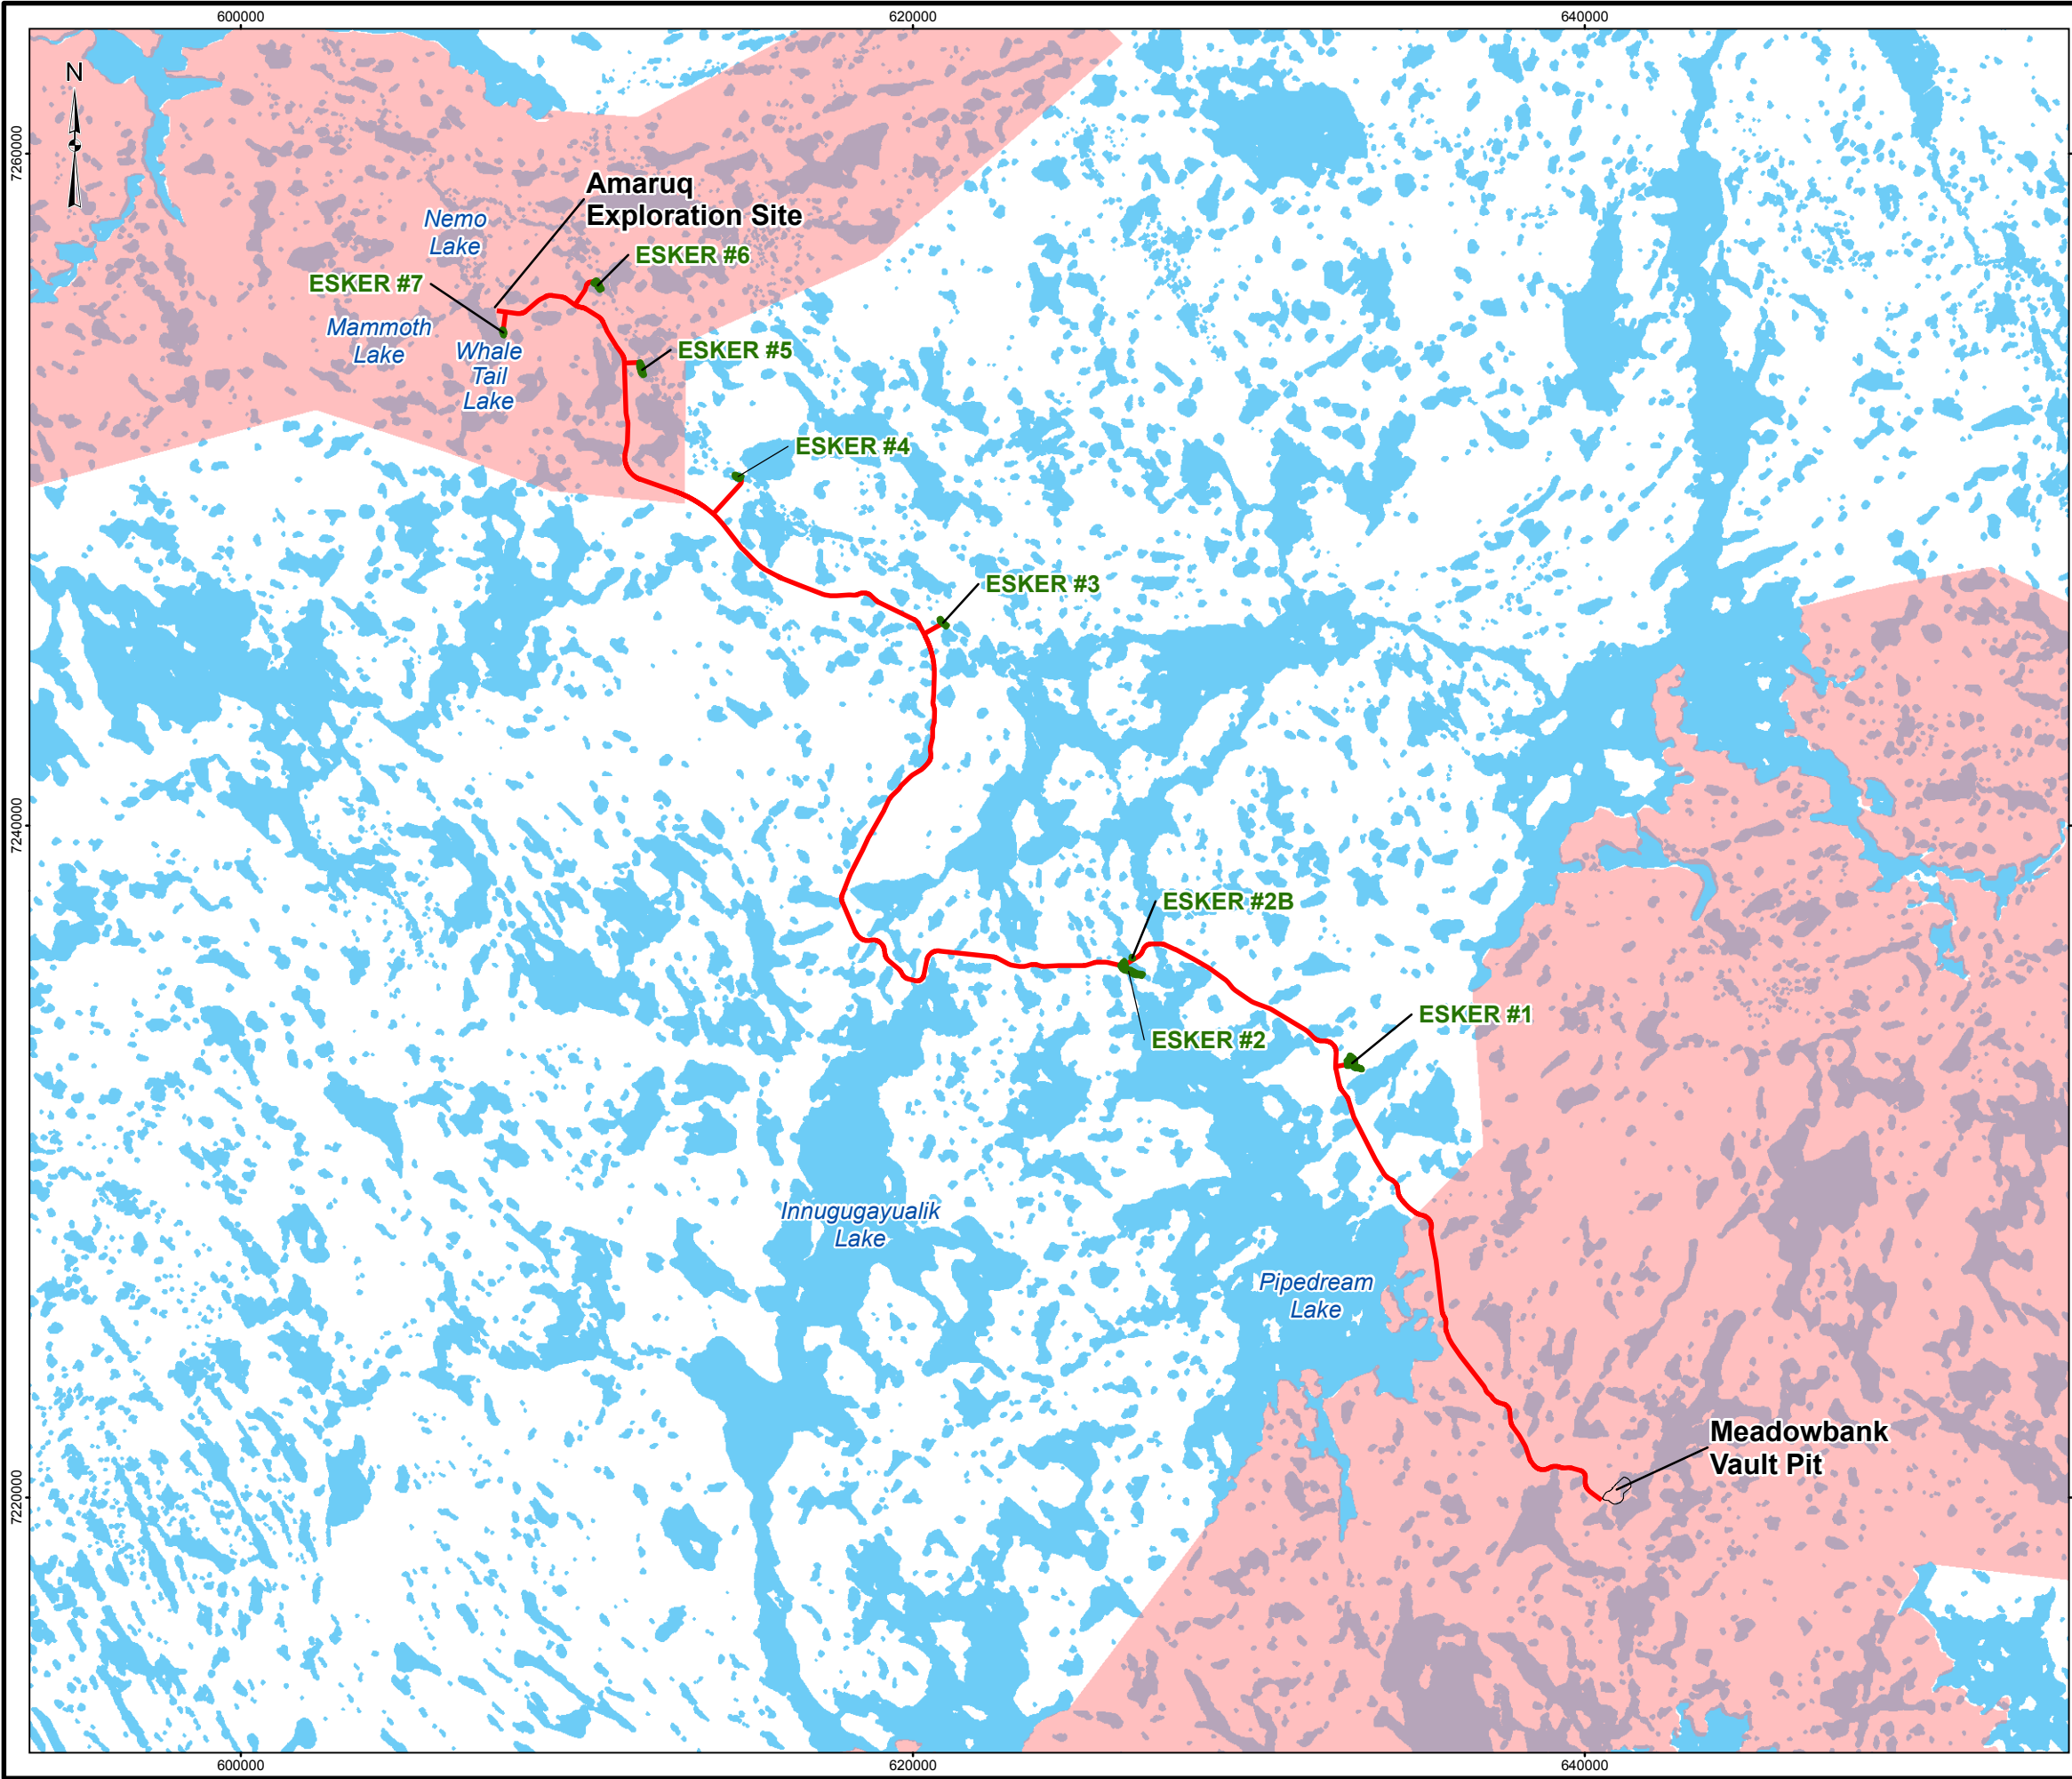 600000
620000
640000
N
7260000
Amaruq
Exploration Site
Nemo
Lake
ESKER #6
ESKER #7
Mammoth
Lake
Whale
Tail
Lake
ESKER #5
ESKER #4
ESKER #3
7240000
ESKER #2B
ESKER #1
ESKER #2
Innugugayualik
Lake
Pipedream
Lake
Meadowbank
Vault Pit
7220000
600000
620000
640000